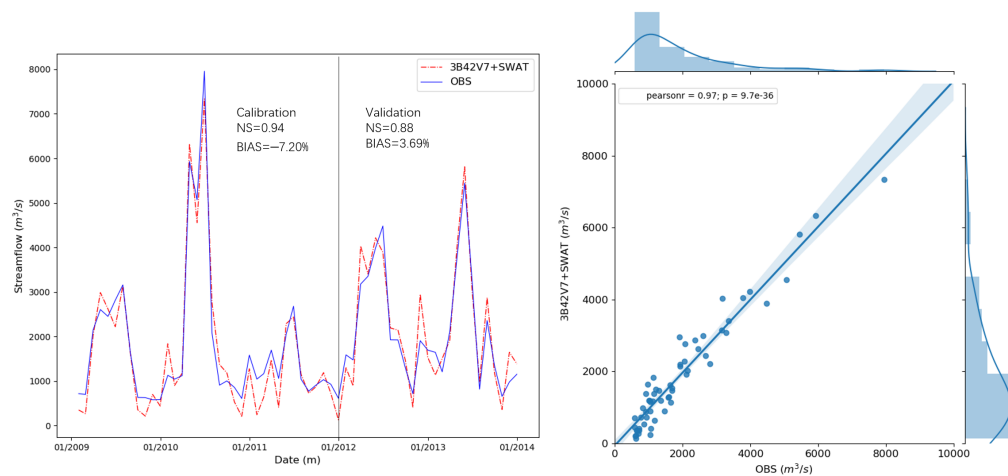 8000
7000
6000
5000
4000
3000
2000
1000
0
Streamflow (m³/s)
3B42V7+SWAT
OBS
Calibration
NS=0.94
BIAS=−7.20%
Validation
NS=0.88
BIAS=3.69%
01/2009
01/2010
01/2011
01/2012
01/2013
01/2014
Date (m)
10000
8000
6000
4000
2000
0
3B42V7+SWAT (m³/s)
pearsonr = 0.97; p = 9.7e-36
0
2000
4000
6000
8000
10000
OBS (m³/s)